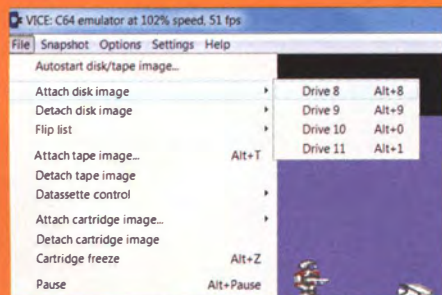 VICE: C64 emulator at 102% speed, 51 fps
File Snapshot Options Settings Help
Autostart disk/tape image...
Attach disk image
Drive 8 Alt+8
Detach disk image
Drive 9 Alt+9
Flip list
Drive 10 Alt+0
Drive 11 Alt+1
Attach tape image... Alt+T
Detach tape image
Datassette control
Attach cartridge image...
Detach cartridge image
Cartridge freeze Alt+Z
Pause Alt+Pause